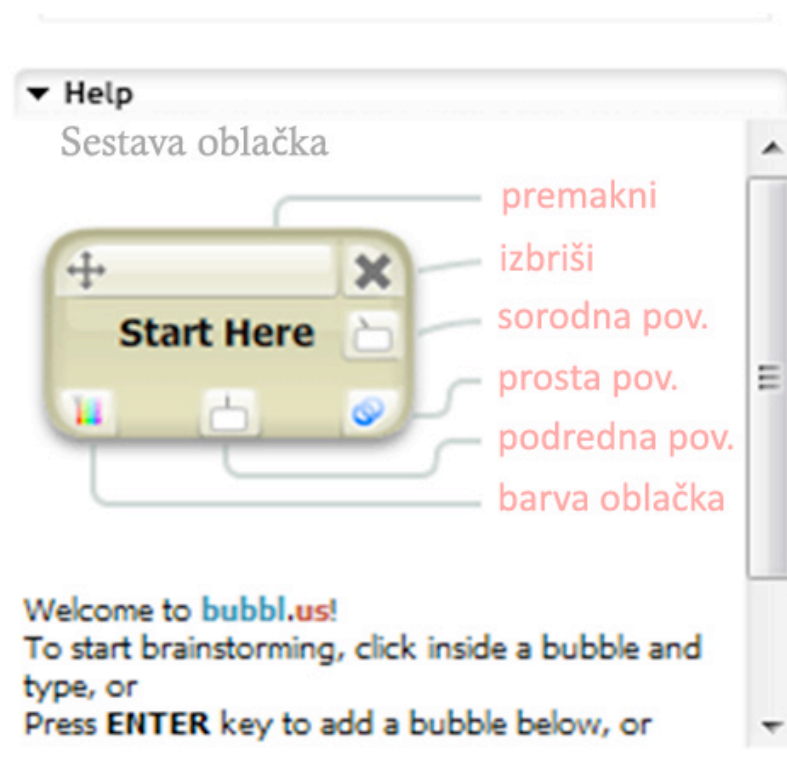 Help
Sestava oblačka
premakni
izbriši
sorodna pov.
Start Here
prosta pov.
podredna pov.
barva oblačka
Welcome to bubbl.us!
To start brainstorming, click inside a bubble and
type, or
Press ENTER key to add a bubble below, or